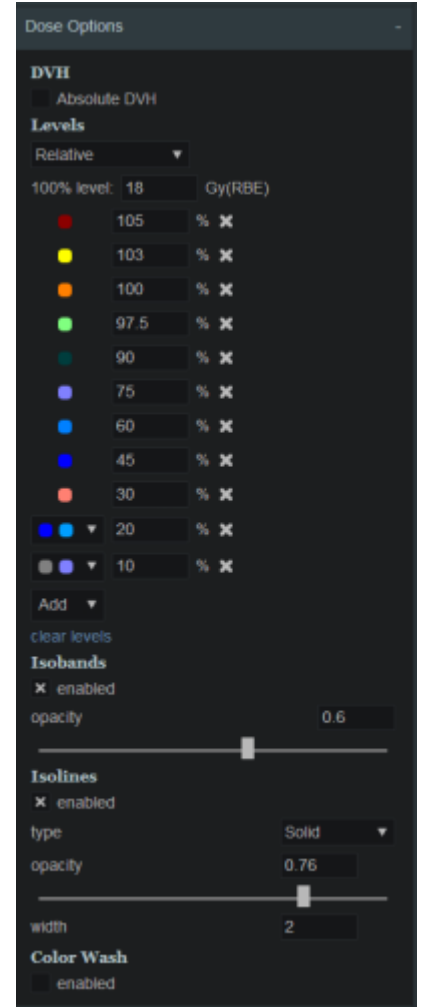 Dose Options -
DVH
Absolute DVH
Levels
Relative
100% level: 18 Gy(RBE)
105 %
103 %
100 %
97.5 %
90 %
75 %
60 %
45 %
30 %
20 %
10 %
Add
clear levels
Isobands
enabled
opacity 0.6
Isolines
enabled
type Solid
opacity 0.76
width 2
Color Wash
enabled